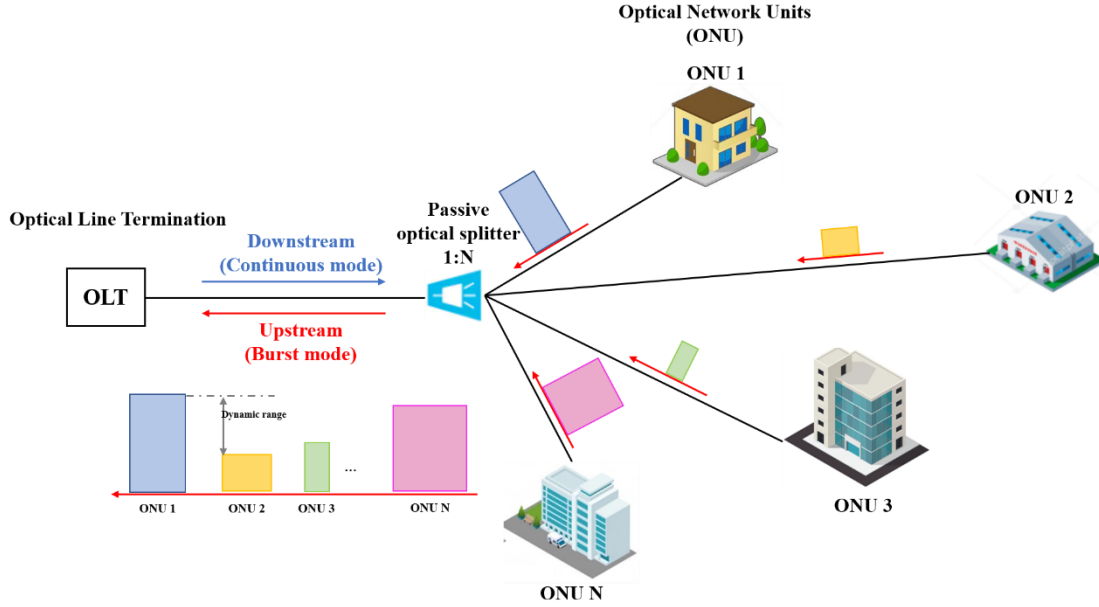 Optical Network Units
(ONU)
ONU 1
ONU 2
Optical Line Termination
Passive
optical splitter
1:N
Downstream
(Continuous mode)
OLT
Upstream
(Burst mode)
Dynamic range
...
ONU 1
ONU 2
ONU 3
ONU N
ONU 3
ONU N